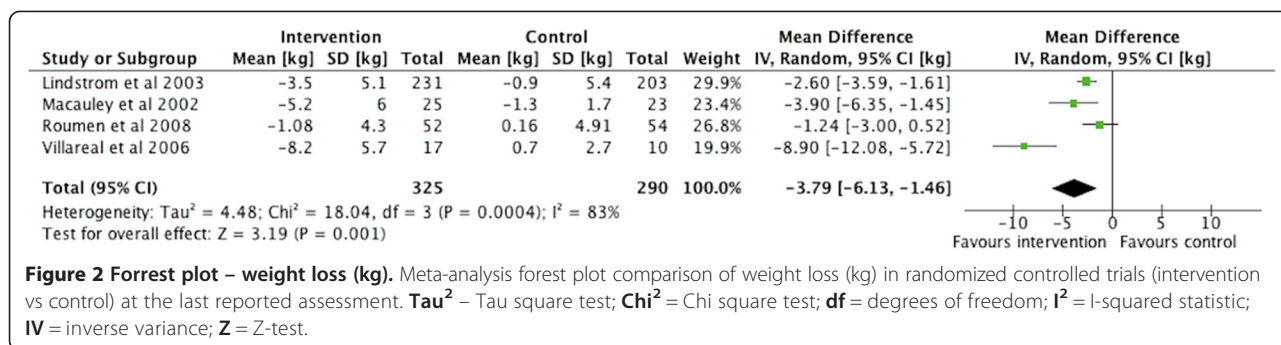 Intervention Control Mean Difference Mean Difference
Study or Subgroup Mean [kg] SD [kg] Total Mean [kg] SD [kg] Total Weight IV, Random, 95% CI [kg] IV, Random, 95% CI [kg]
Lindstrom et al 2003 -3.5 5.1 231 -0.9 5.4 203 29.9% -2.60 [-3.59, -1.61]
Macauley et al 2002 -5.2 6 25 -1.3 1.7 23 23.4% -3.90 [-6.35, -1.45]
Roumen et al 2008 -1.08 4.3 52 0.16 4.91 54 26.8% -1.24 [-3.00, 0.52]
Villareal et al 2006 -8.2 5.7 17 0.7 2.7 10 19.9% -8.90 [-12.08, -5.72]
Total (95% CI) 325 290 100.0% -3.79 [-6.13, -1.46]
Heterogeneity: Tau² = 4.48; Chi² = 18.04, df = 3 (P = 0.0004); I² = 83%
Test for overall effect: Z = 3.19 (P = 0.001)
-10 -5 0 5 10
Favours intervention Favours control
Figure 2 Forrest plot – weight loss (kg). Meta-analysis forest plot comparison of weight loss (kg) in randomized controlled trials (intervention
vs control) at the last reported assessment. Tau² – Tau square test; Chi² = Chi square test; df = degrees of freedom; I² = I-squared statistic;
IV = inverse variance; Z = Z-test.